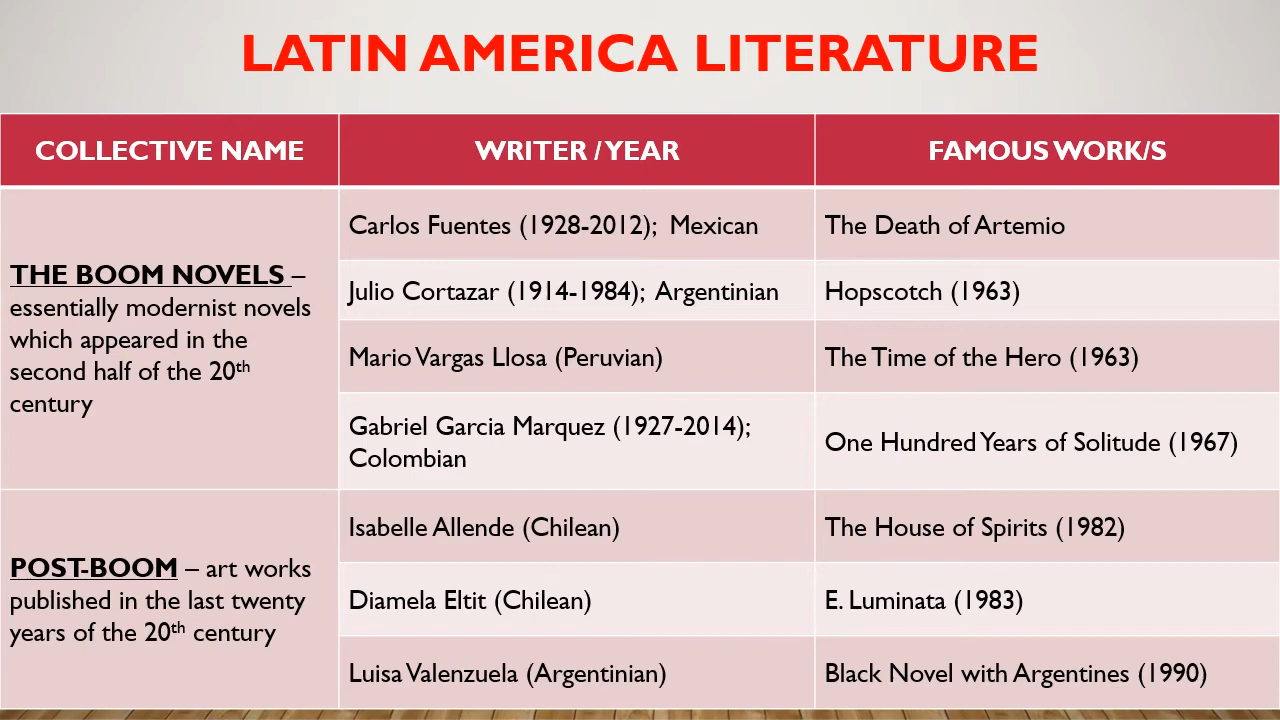 LATIN AMERICA LITERATURE
COLLECTIVE NAME
WRITER / YEAR
FAMOUS WORK/S
THE BOOM NOVELS –
essentially modernist novels
which appeared in the
second half of the 20th
century
Carlos Fuentes (1928-2012); Mexican
The Death of Artemio
Julio Cortazar (1914-1984); Argentinian
Hopscotch (1963)
Mario Vargas Llosa (Peruvian)
The Time of the Hero (1963)
Gabriel Garcia Marquez (1927-2014);
Colombian
One Hundred Years of Solitude (1967)
POST-BOOM – art works
published in the last twenty
years of the 20th century
Isabelle Allende (Chilean)
The House of Spirits (1982)
Diamela Eltit (Chilean)
E. Luminata (1983)
Luisa Valenzuela (Argentinian)
Black Novel with Argentines (1990)